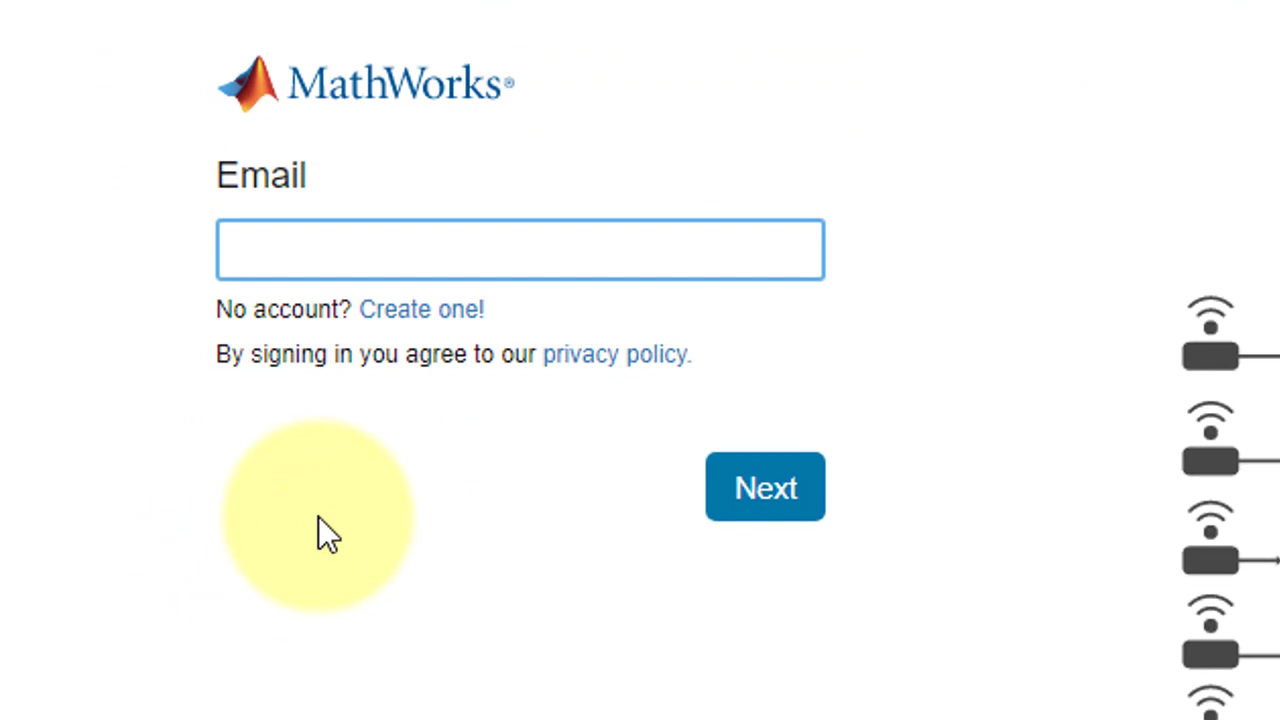 MathWorks®
Email
No account? Create one!
By signing in you agree to our privacy policy.
Next